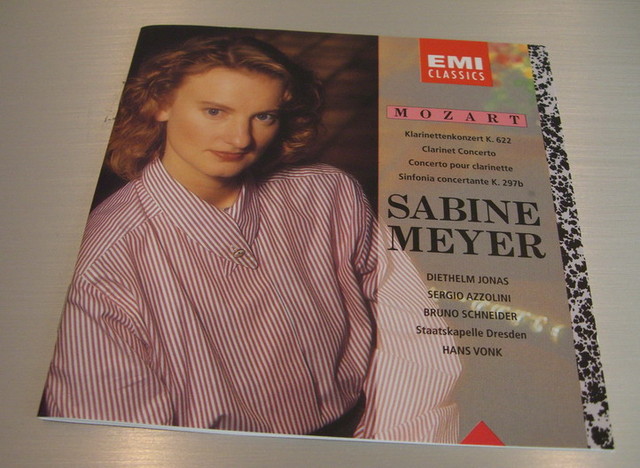 EMI
CLASSICS
MOZART
Klarinettenkonzert K. 622
Clarinet Concerto
Concerto pour clarinette
Sinfonia concertante K. 297b
SABINE
MEYER
DIETHELM JONAS
SERGIO AZZOLINI
BRUNO SCHNEIDER
Staatskapelle Dresden
HANS VONK